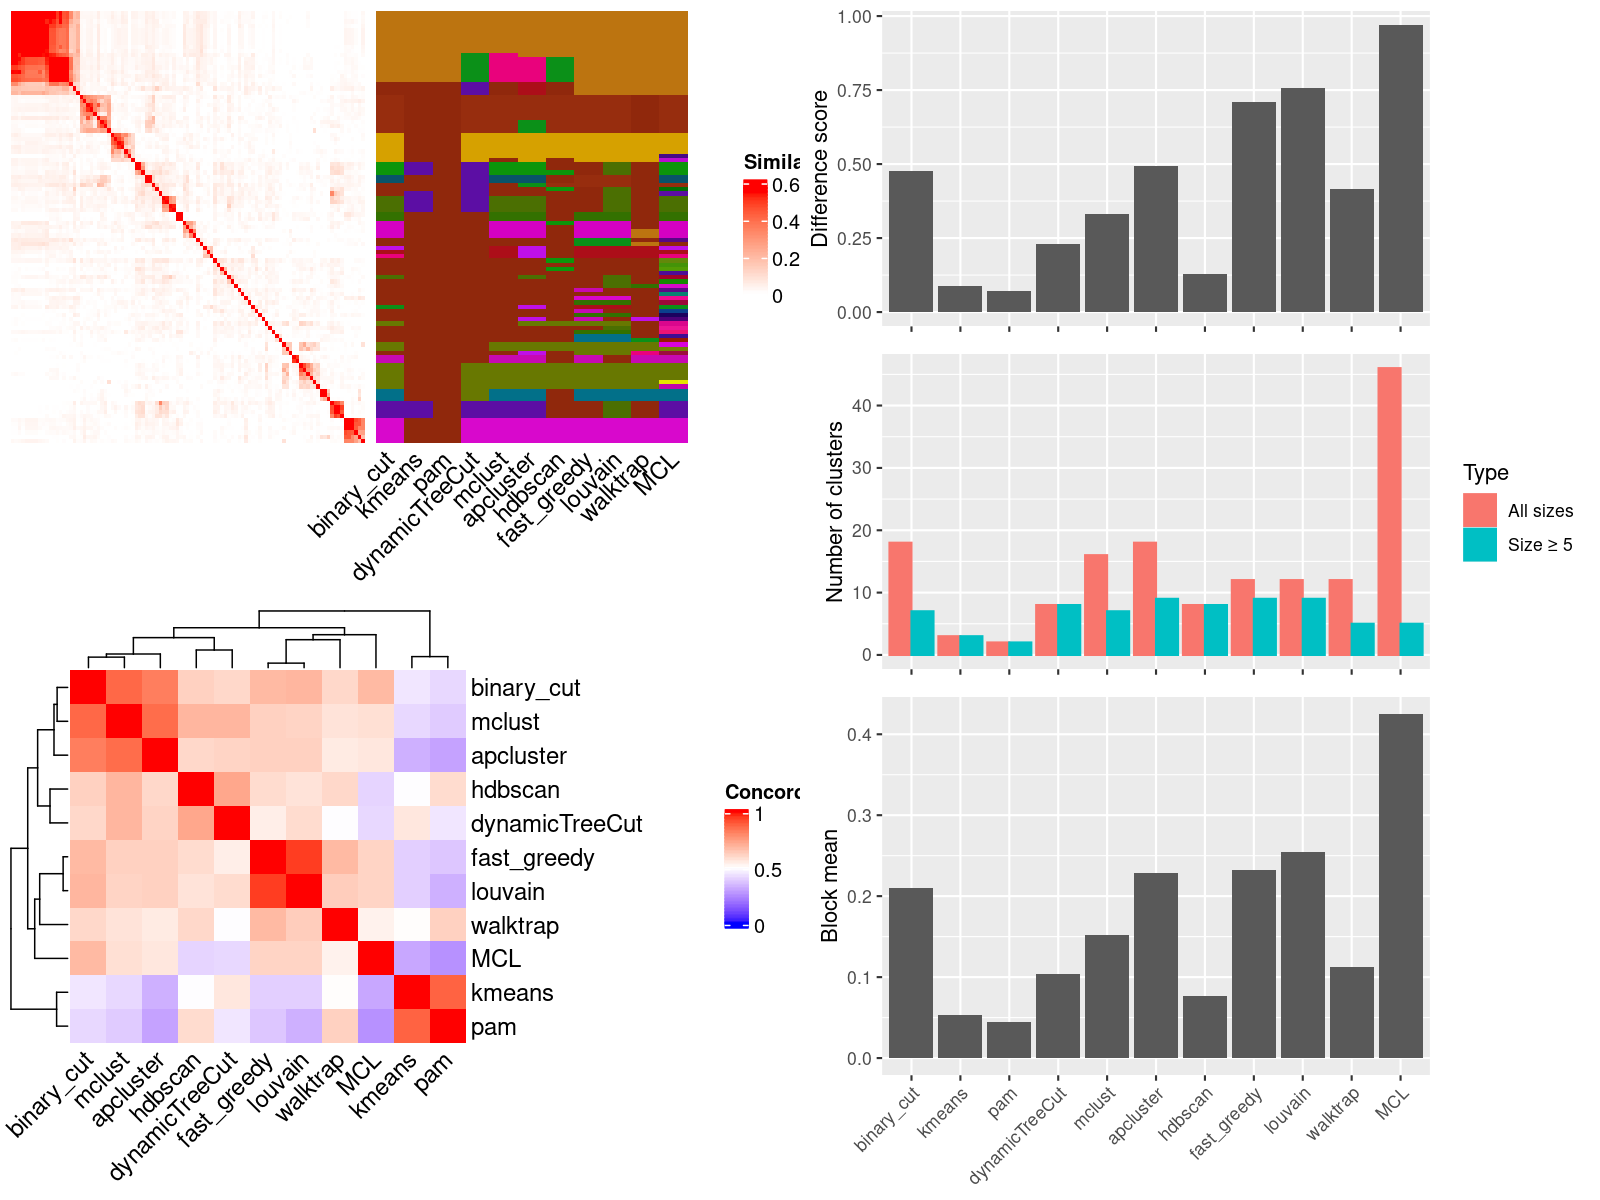 Simila
0.6
0.4
0.2
0
binary_cut
kmeans
pam
dynamicTreeCut
mclust
apcluster
hdbscan
fast_greedy
louvain
walktrap
MCL
binary_cut
mclust
apcluster
hdbscan
dynamicTreeCut
fast_greedy
louvain
walktrap
MCL
kmeans
pam
binary_cut
mclust
apcluster
hdbscan
dynamicTreeCut
fast_greedy
louvain
walktrap
MCL
kmeans
pam
Concord
1
0.5
0
Difference score
1.00
0.75
0.50
0.25
0.00
Number of clusters
40
30
20
10
0
Type
All sizes
Size ≥ 5
Block mean
0.4
0.3
0.2
0.1
0.0
binary_cut
kmeans
pam
dynamicTreeCut
mclust
apcluster
hdbscan
fast_greedy
louvain
walktrap
MCL